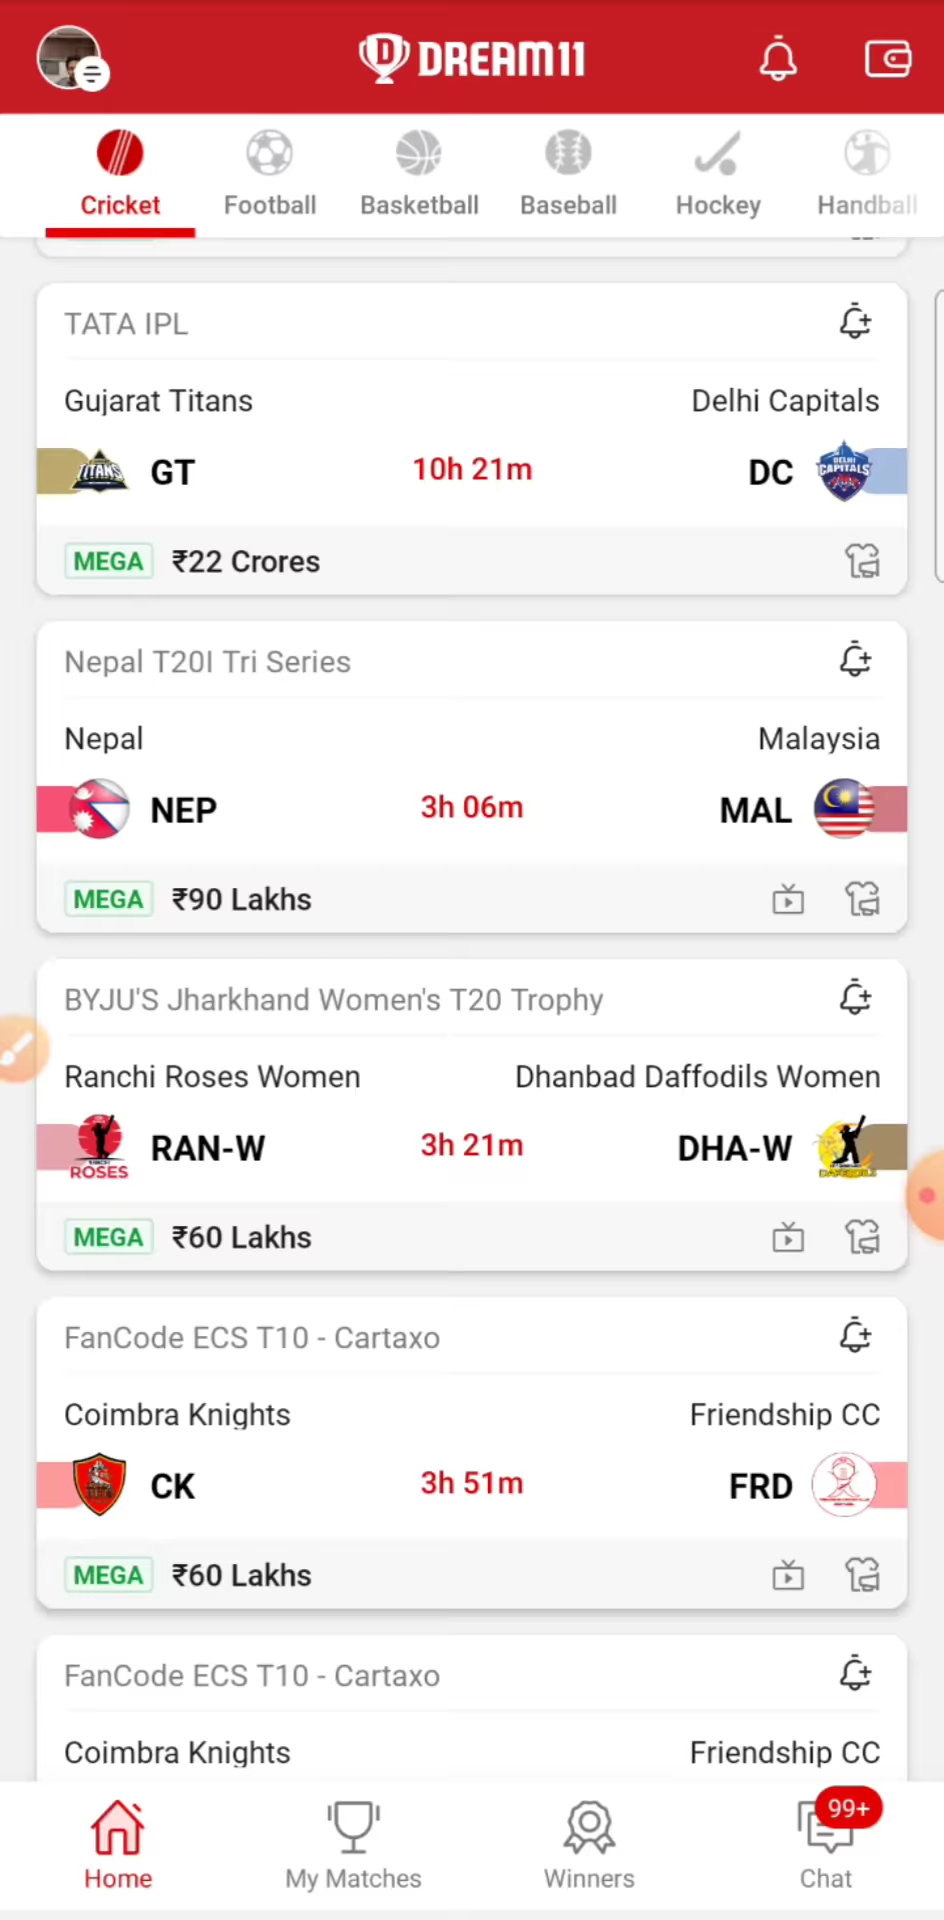 DREAM11
Cricket
Football
Basketball
Baseball
Hockey
Handball
TATA IPL
Gujarat Titans
Delhi Capitals
TITANS
GT
10h 21m
DC
DELHI
CAPITALS
MEGA
₹22 Crores
Nepal T20I Tri Series
Nepal
Malaysia
NEP
3h 06m
MAL
MEGA
₹90 Lakhs
BYJU'S Jharkhand Women's T20 Trophy
Ranchi Roses Women
Dhanbad Daffodils Women
ROSES
RAN-W
3h 21m
DHA-W
MEGA
₹60 Lakhs
FanCode ECS T10 - Cartaxo
Coimbra Knights
Friendship CC
CK
3h 51m
FRD
MEGA
₹60 Lakhs
FanCode ECS T10 - Cartaxo
Coimbra Knights
Friendship CC
99+
Home
My Matches
Winners
Chat